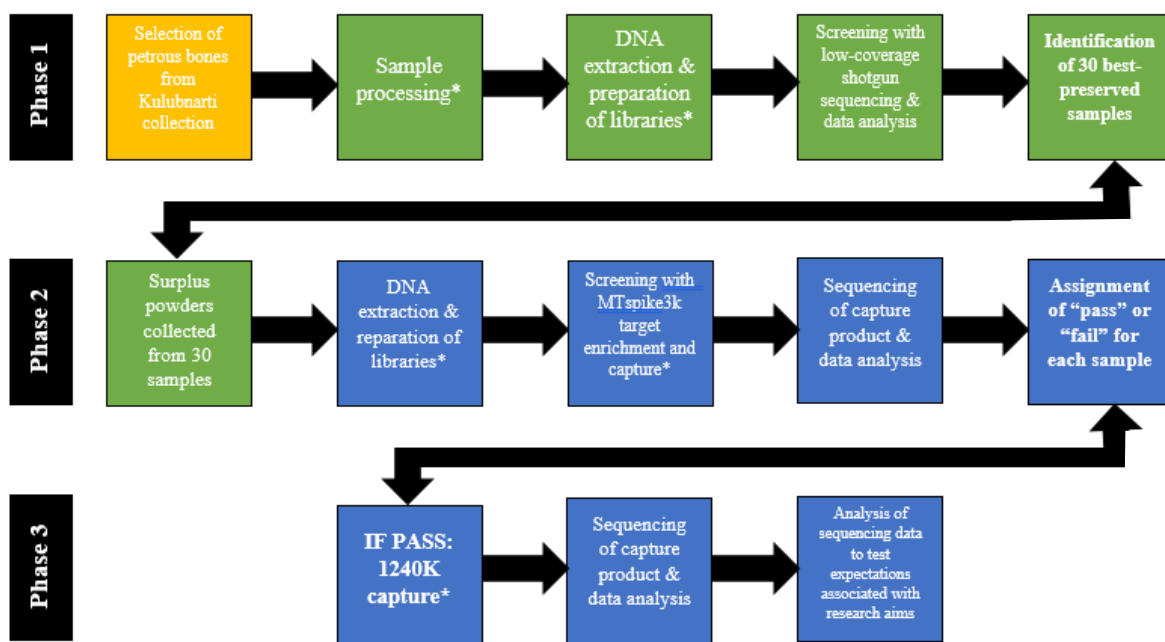 Phase 1
Selection of
petrous bones
from
Kulubnarti
collection
Sample
processing*
DNA
extraction &
preparation
of libraries*
Screening with
low-coverage
shotgun
sequencing &
data analysis
Identification
of 30 best-
preserved
samples
Phase 2
Surplus
powders
collected
from 30
samples
DNA
extraction &
reparation of
libraries*
Screening with
MTspike3k
target
enrichment and
capture*
Sequencing
of capture
product &
data analysis
Assignment
of “pass” or
“fail” for
each sample
Phase 3
IF PASS:
1240K
capture*
Sequencing
of capture
product &
data analysis
Analysis of
sequencing data
to test
expectations
associated with
research aims